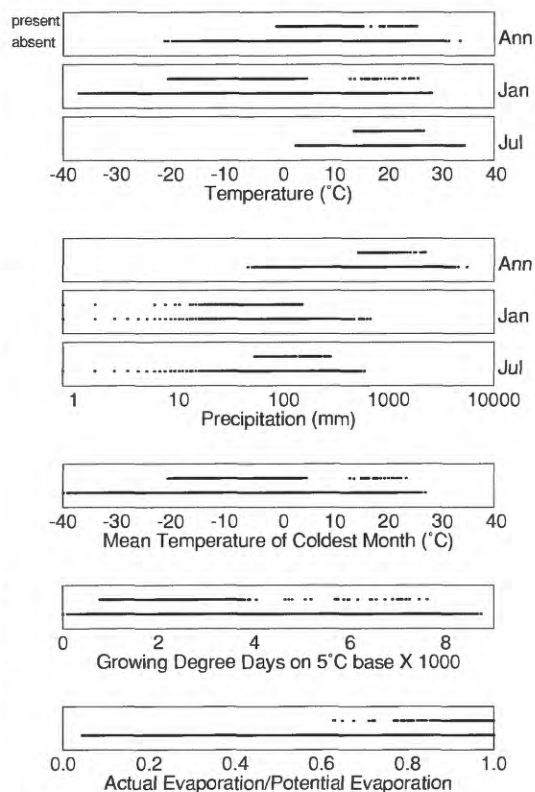 present
absent
Ann
Jan
Jul
-40 -30 -20 -10 0 10 20 30 40
Temperature (˚C)
Ann
Jan
Jul
1 10 100 1000 10000
Precipitation (mm)
-40 -30 -20 -10 0 10 20 30 40
Mean Temperature of Coldest Month (˚C)
0 2 4 6 8
Growing Degree Days on 5˚C base X 1000
0.0 0.2 0.4 0.6 0.8 1.0
Actual Evaporation/Potential Evaporation